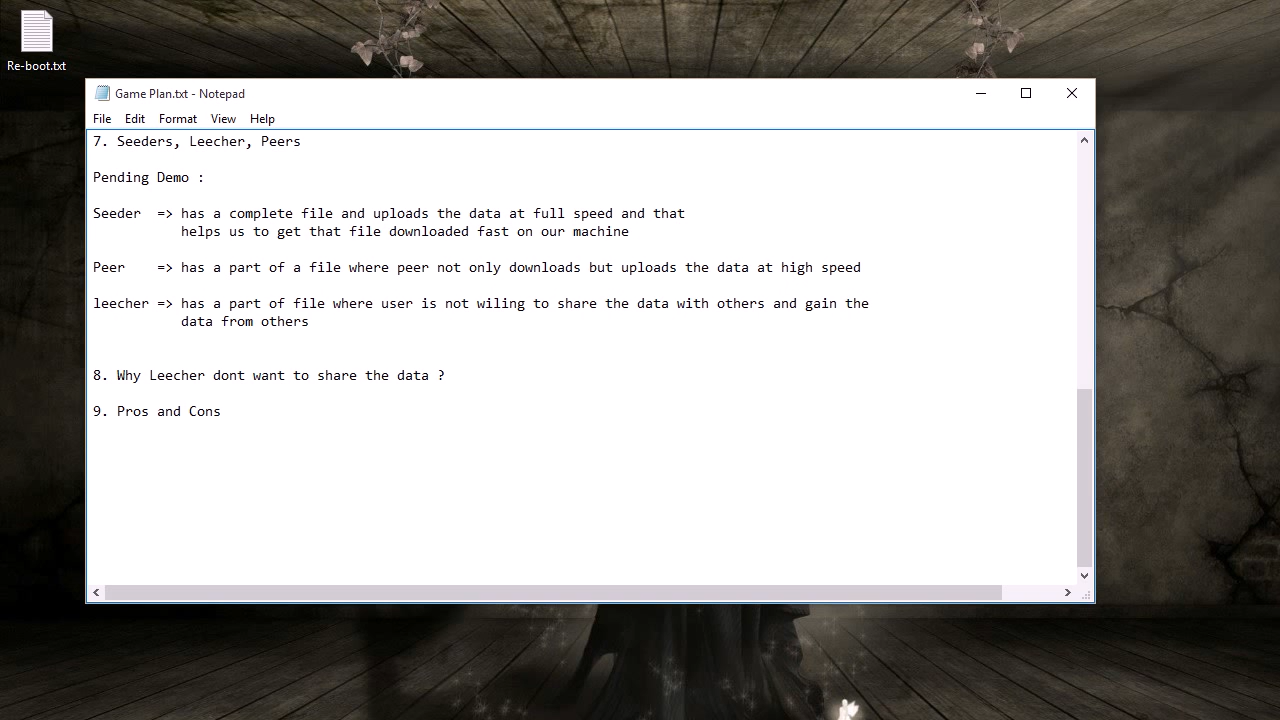 Re-boot.txt
Game Plan.txt - Notepad
File Edit Format View Help
7. Seeders, Leecher, Peers
Pending Demo :
Seeder => has a complete file and uploads the data at full speed and that
helps us to get that file downloaded fast on our machine
Peer => has a part of a file where peer not only downloads but uploads the data at high speed
leecher => has a part of file where user is not wiling to share the data with others and gain the
data from others
8. Why Leecher dont want to share the data ?
9. Pros and Cons